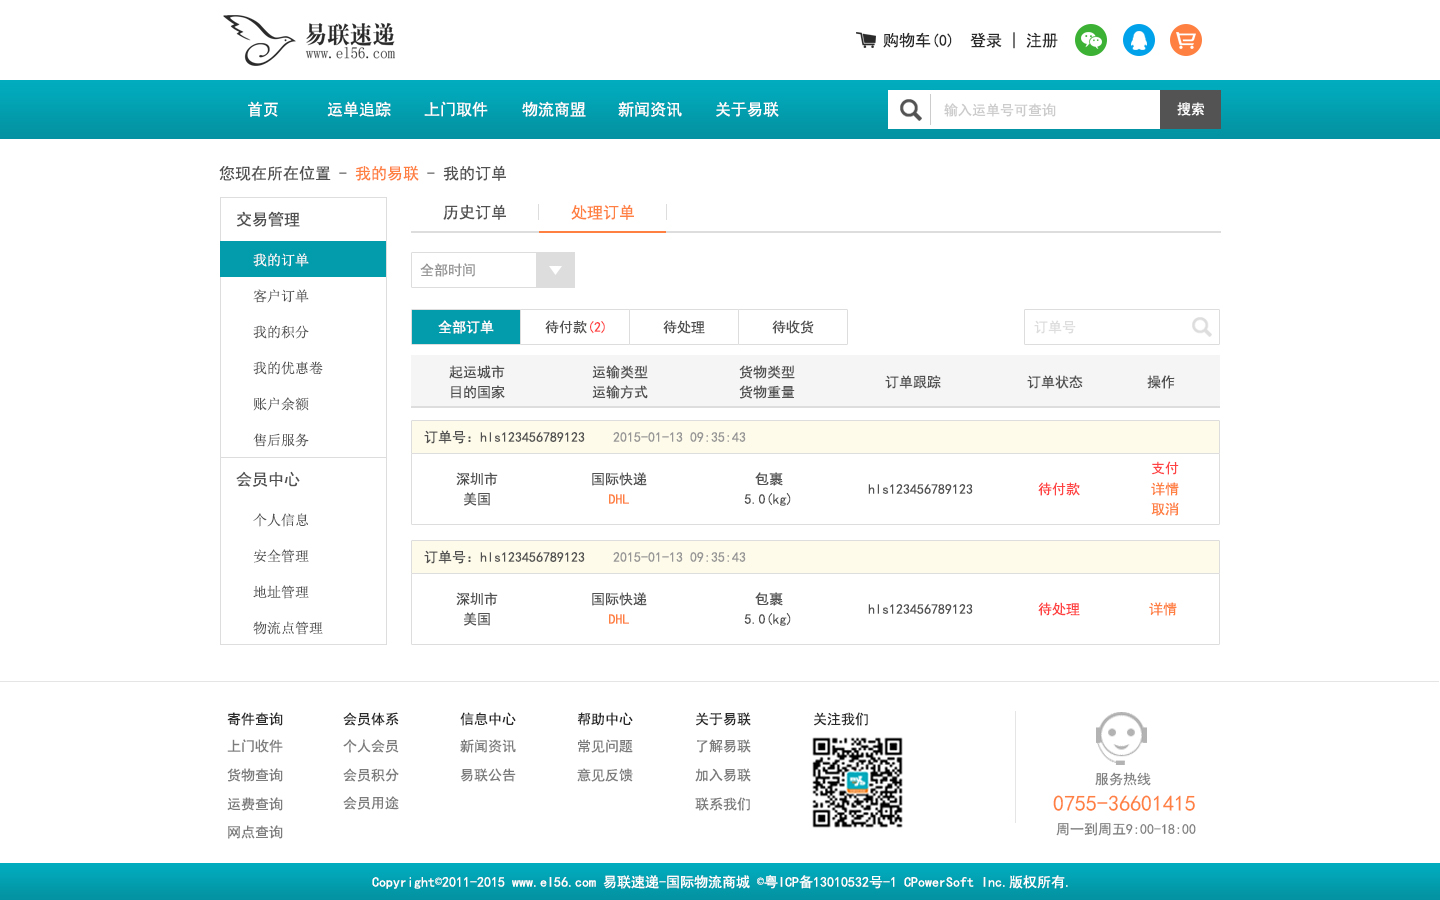 易联速递
www.el56.com
购物车(0) 登录 | 注册
首页 运单追踪 上门取件 物流商盟 新闻资讯 关于易联
输入运单号可查询 搜索
您现在所在位置 - 我的易联 - 我的订单
交易管理
我的订单
客户订单
我的积分
我的优惠卷
账户余额
售后服务
会员中心
个人信息
安全管理
地址管理
物流点管理
历史订单 处理订单
全部时间
全部订单 待付款(2) 待处理 待收货
订单号
起运城市 运输类型 货物类型
目的国家 运输方式 货物重量
订单跟踪 订单状态 操作
订单号：hls123456789123 2015-01-13 09:35:43
深圳市 国际快递 包裹
美国 DHL 5.0(kg)
hls123456789123 待付款
支付
详情
取消
订单号：hls123456789123 2015-01-13 09:35:43
深圳市 国际快递 包裹
美国 DHL 5.0(kg)
hls123456789123 待处理 详情
寄件查询
上门收件
货物查询
运费查询
网点查询
会员体系
个人会员
会员积分
会员用途
信息中心
新闻资讯
易联公告
帮助中心
常见问题
意见反馈
关于易联
了解易联
加入易联
联系我们
关注我们
服务热线
0755-36601415
周一到周五9:00-18:00
Copyright©2011-2015 www.el56.com 易联速递-国际物流商城 ©粤ICP备13010532号-1 CPowerSoft Inc.版权所有.